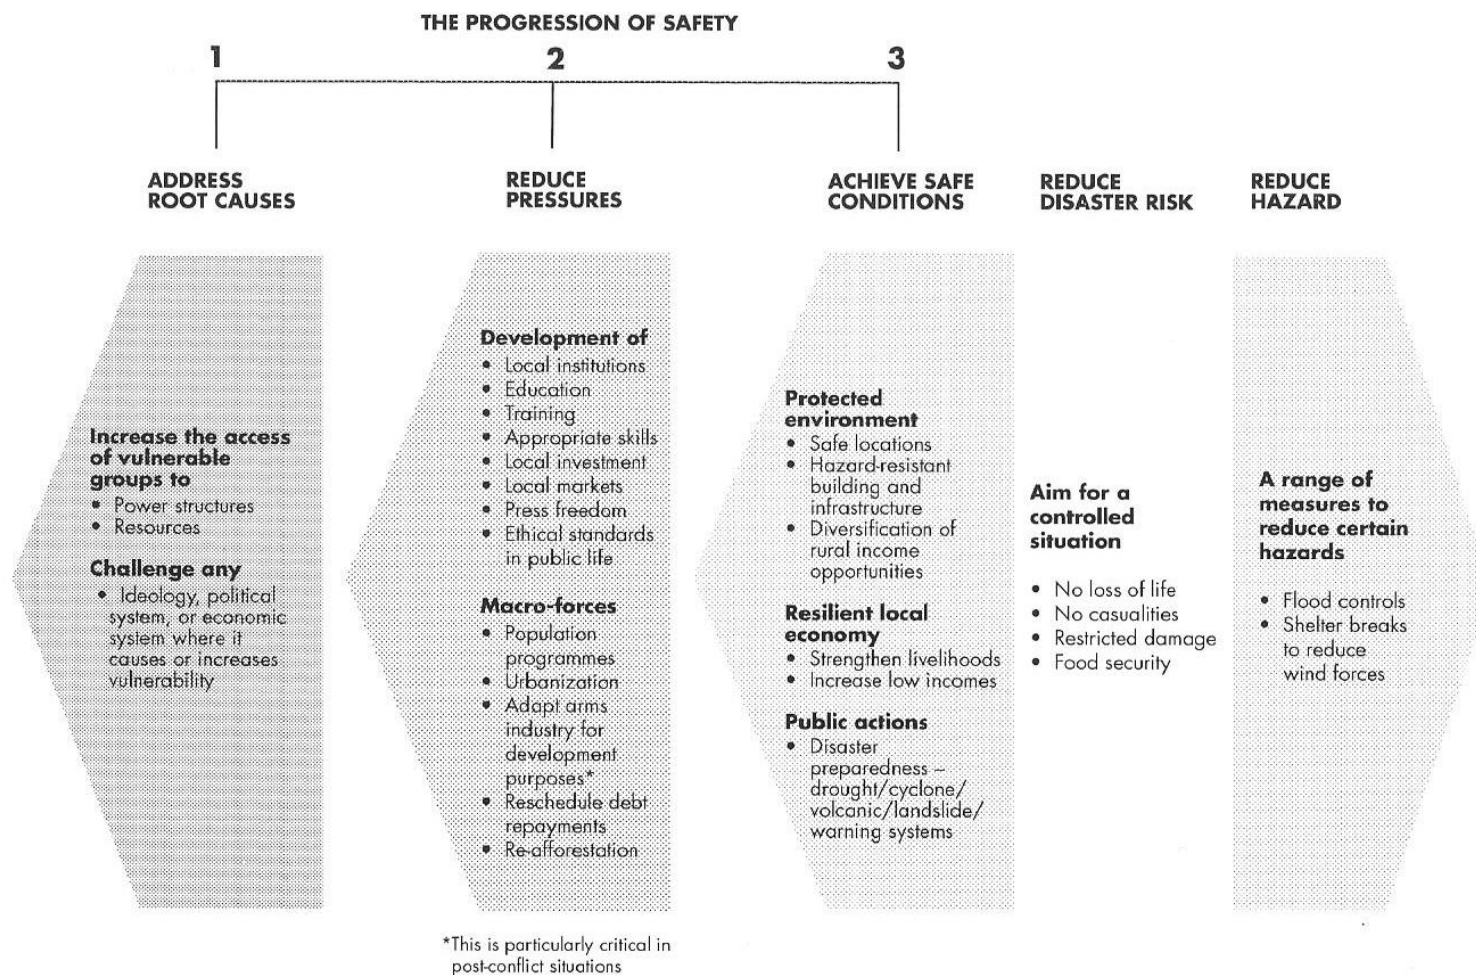 THE PROGRESSION OF SAFETY
1
2
3
ADDRESS
ROOT CAUSES
REDUCE
PRESSURES
ACHIEVE SAFE
CONDITIONS
REDUCE
DISASTER RISK
REDUCE
HAZARD
Increase the access
of vulnerable
groups to
• Power structures
• Resources
Challenge any
• Ideology, political
system, or economic
system where it
causes or increases
vulnerability
Development of
• Local institutions
• Education
• Training
• Appropriate skills
• Local investment
• Local markets
• Press freedom
• Ethical standards
in public life
Macro-forces
• Population
programmes
• Urbanization
• Adapt arms
industry for
development
purposes*
• Reschedule debt
repayments
• Re-afforestation
*This is particularly critical in
post-conflict situations
Protected
environment
• Safe locations
• Hazard-resistant
building and
infrastructure
• Diversification of
rural income
opportunities
Resilient local
economy
• Strengthen livelihoods
• Increase low incomes
Public actions
• Disaster
preparedness –
drought/cyclone/
volcanic/landslide/
warning systems
Aim for a
controlled
situation
• No loss of life
• No casualities
• Restricted damage
• Food security
A range of
measures to
reduce certain
hazards
• Flood controls
• Shelter breaks
to reduce
wind forces